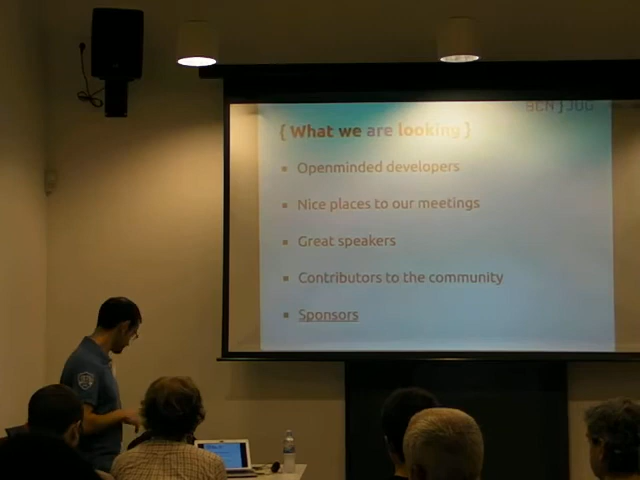 BCN}JUG
{ What we are looking }
Openminded developers
Nice places to our meetings
Great speakers
Contributors to the community
Sponsors